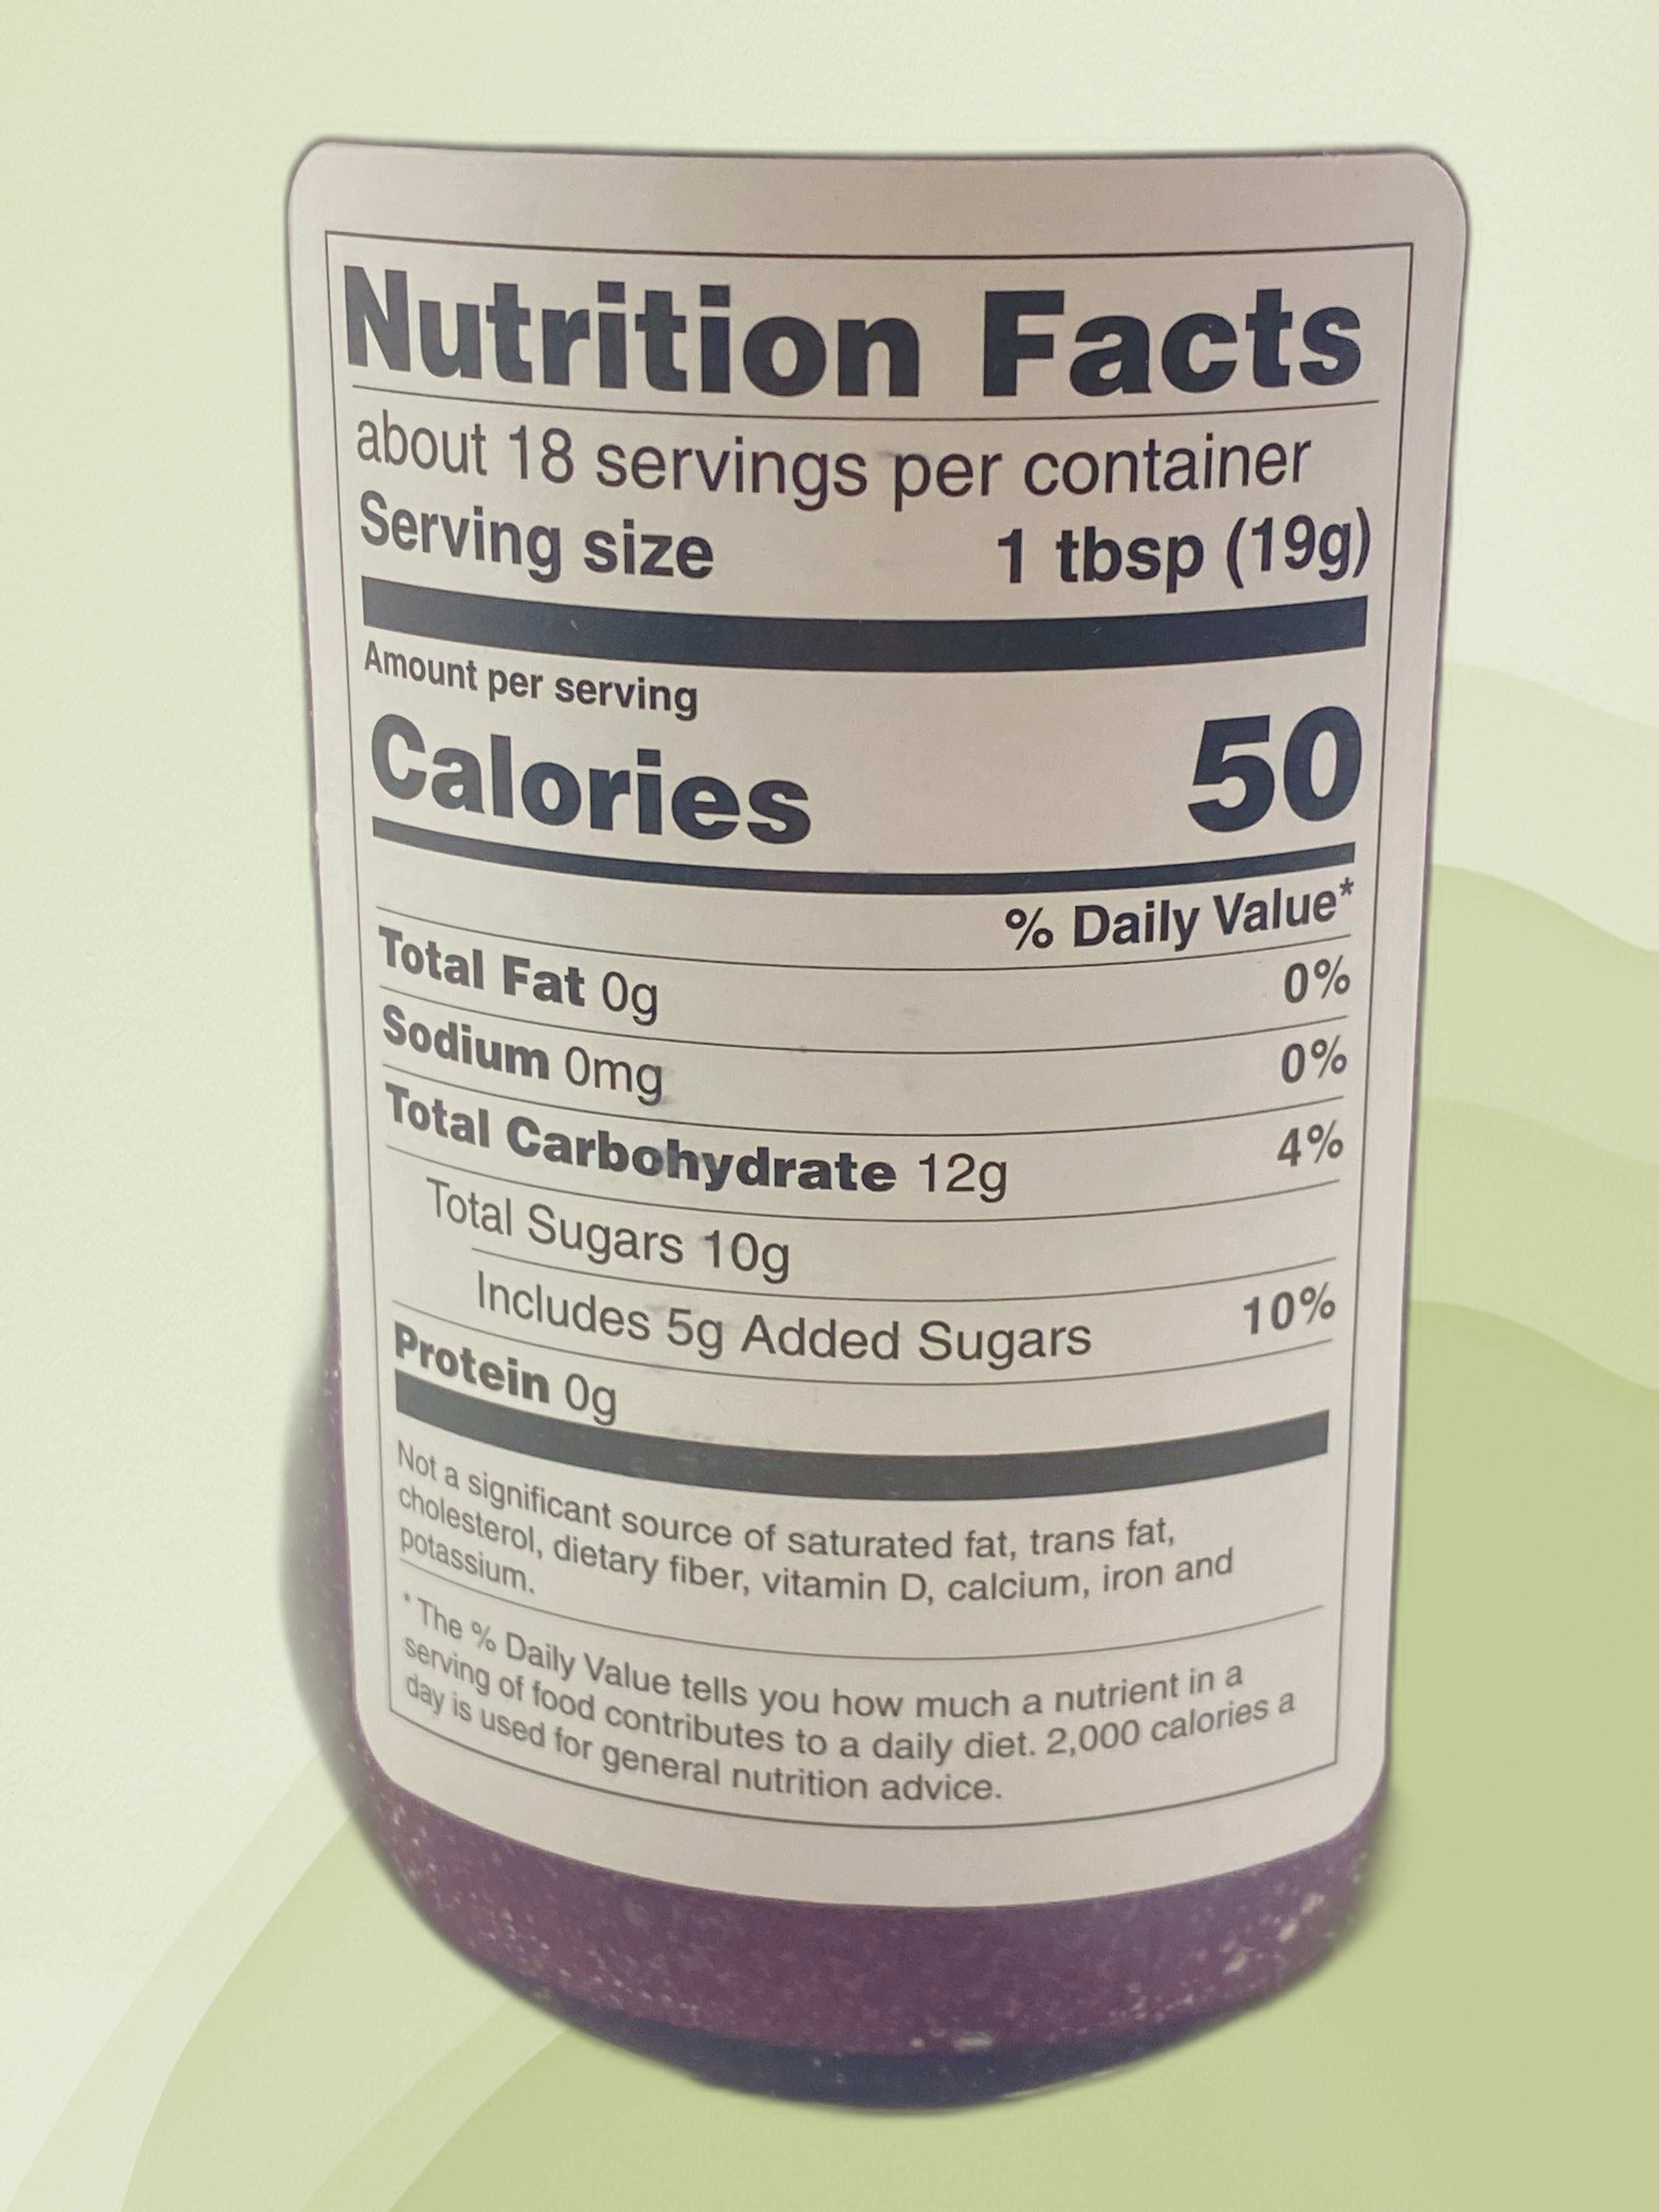 Nutrition Facts
about 18 servings per container
Serving size 1 tbsp (19g)
Amount per serving
Calories 50
% Daily Value*
Total Fat 0g 0%
Sodium 0mg 0%
Total Carbohydrate 12g 4%
Total Sugars 10g
Includes 5g Added Sugars 10%
Protein 0g
Not a significant source of saturated fat, trans fat,
cholesterol, dietary fiber, vitamin D, calcium, iron and
potassium.
* The % Daily Value tells you how much a nutrient in a
serving of food contributes to a daily diet. 2,000 calories a
day is used for general nutrition advice.